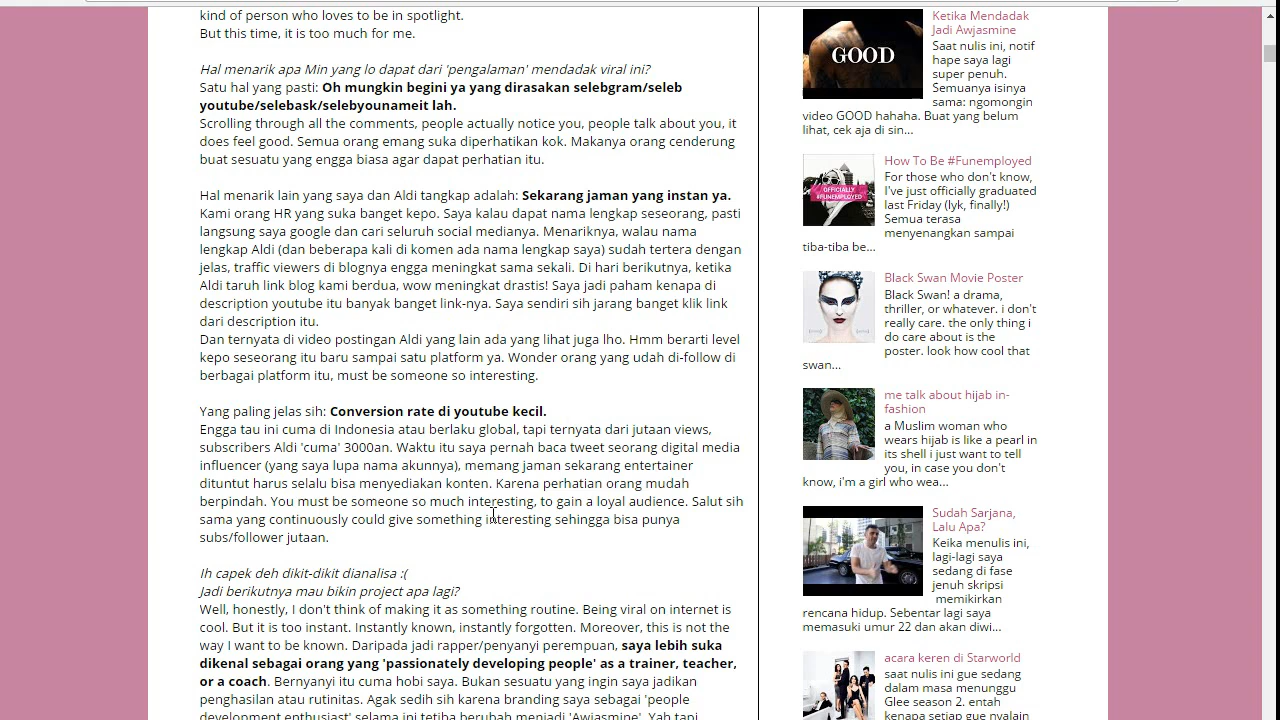 kind of person who loves to be in spotlight.
But this time, it is too much for me.
Hal menarik apa Min yang lo dapat dari 'pengalaman' mendadak viral ini?
Satu hal yang pasti: Oh mungkin begini ya yang dirasakan selebgram/seleb
youtube/selebask/selebyounameit lah.
Scrolling through all the comments, people actually notice you, people talk about you, it
does feel good. Semua orang emang suka diperhatikan kok. Makanya orang cenderung
buat sesuatu yang engga biasa agar dapat perhatian itu.
Hal menarik lain yang saya dan Aldi tangkap adalah: Sekarang jaman yang instan ya.
Kami orang HR yang suka banget kepo. Saya kalau dapat nama lengkap seseorang, pasti
langsung saya google dan cari seluruh social medianya. Menariknya, walau nama
lengkap Aldi (dan beberapa kali di komen ada nama lengkap saya) sudah tertera dengan
jelas, traffic viewers di blognya engga meningkat sama sekali. Di hari berikutnya, ketika
Aldi taruh link blog kami berdua, wow meningkat drastis! Saya jadi paham kenapa di
description youtube itu banyak banget link-nya. Saya sendiri sih jarang banget klik link
dari description itu.
Dan ternyata di video postingan Aldi yang lain ada yang lihat juga lho. Hmm berarti level
kepo seseorang itu baru sampai satu platform ya. Wonder orang yang udah di-follow di
berbagai platform itu, must be someone so interesting.
Yang paling jelas sih: Conversion rate di youtube kecil.
Engga tau ini cuma di Indonesia atau berlaku global, tapi ternyata dari jutaan views,
subscribers Aldi 'cuma' 3000an. Waktu itu saya pernah baca tweet seorang digital media
influencer (yang saya lupa nama akunnya), memang jaman sekarang entertainer
dituntut harus selalu bisa menyediakan konten. Karena perhatian orang mudah
berpindah. You must be someone so much interesting, to gain a loyal audience. Salut sih
sama yang continuously could give something interesting sehingga bisa punya
subs/follower jutaan.
Ih capek deh dikit-dikit dianalisa :(
Jadi berikutnya mau bikin project apa lagi?
Well, honestly, I don't think of making it as something routine. Being viral on internet is
cool. But it is too instant. Instantly known, instantly forgotten. Moreover, this is not the
way I want to be known. Daripada jadi rapper/penyanyi perempuan, saya lebih suka
dikenal sebagai orang yang 'passionately developing people' as a trainer, teacher,
or a coach. Bernyanyi itu cuma hobi saya. Bukan sesuatu yang ingin saya jadikan
penghasilan atau rutinitas. Agak sedih sih karena branding saya sebagai 'people
development enthusiast' selama ini tetiba berubah menjadi 'Awjasmine'. Yah tapi
GOOD
Ketika Mendadak
Jadi Awjasmine
Saat nulis ini, notif
hape saya lagi
super penuh.
Semuanya isinya
sama: ngomongin
video GOOD hahaha. Buat yang belum
lihat, cek aja di sin...
OFFICIALLY
#FUNEMPLOYED
How To Be #Funemployed
For those who don't know,
I've just officially graduated
last Friday (Iyk, finally!)
Semua terasa
menyenangkan sampai
tiba-tiba be...
Black Swan Movie Poster
Black Swan! a drama,
thriller, or whatever. i don't
really care. the only thing i
do care about is the
poster. look how cool that
swan...
me talk about hijab in-
fashion
a Muslim woman who
wears hijab is like a pearl in
its shell i just want to tell
you, in case you don't
know, i'm a girl who wea...
Sudah Sarjana,
Lalu Apa?
Keika menulis ini,
lagi-lagi saya
sedang di fase
jenuh skripsi
memikirkan
rencana hidup. Sebentar lagi saya
memasuki umur 22 dan akan diwi...
acara keren di Starworld
saat nulis ini gue sedang
dalam masa menunggu
Glee season 2. entah
kenapa setiap gue nyalain